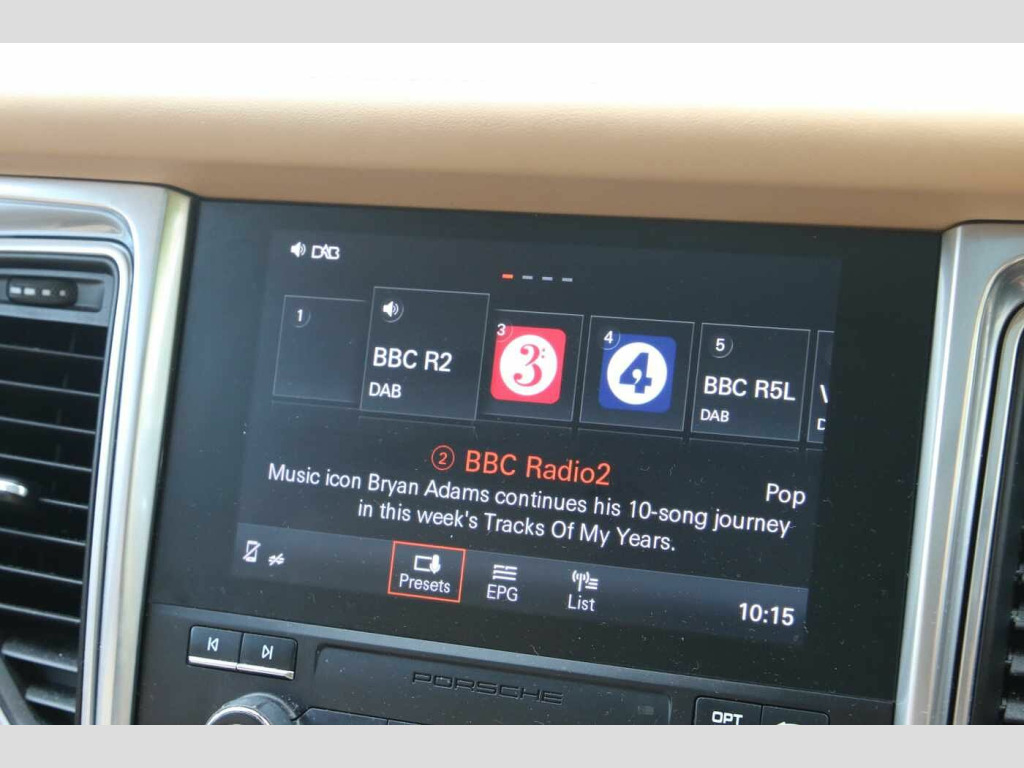 DAB
1
BBC R2
DAB
3
3
4
4
5
BBC R5L
DAB
2 BBC Radio2
Pop
Music icon Bryan Adams continues his 10-song journey
in this week's Tracks Of My Years.
Presets
EPG
List
10:15
PORSCHE
OPT